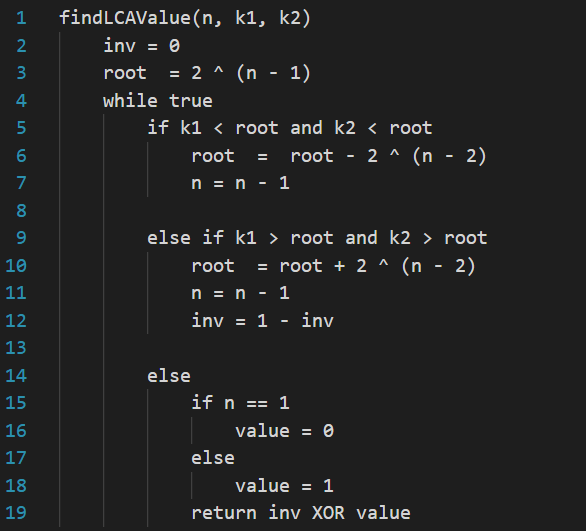 1 findLCAValue(n, k1, k2)
2 inv = 0
3 root  = 2 ^ (n - 1)
4 while true
5 if k1 < root and k2 < root
6 root  =  root - 2 ^ (n - 2)
7 n = n - 1
8
9 else if k1 > root and k2 > root
10 root  = root + 2 ^ (n - 2)
11 n = n - 1
12 inv = 1 - inv
13
14 else
15 if n == 1
16 value = 0
17 else
18 value = 1
19 return inv XOR value